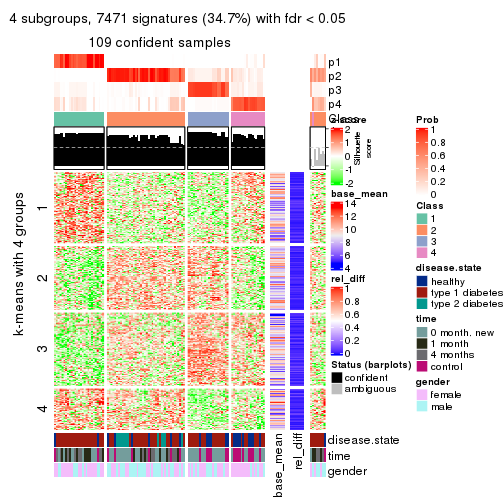 4 subgroups, 7471 signatures (34.7%) with fdr < 0.05
109 confident samples
p1
p2
p3
p4
Class
Silhouette
score
1
2
3
4
k-means with 4 groups
base_mean
rel_diff
disease.state
time
gender
2
1
0
-1
-2
base_mean
14
12
10
8
6
4
rel_diff
1
0.8
0.6
0.4
0.2
0
Status (barplots)
confident
ambiguous
Prob
1
0.8
0.6
0.4
0.2
0
Class
1
2
3
4
disease.state
healthy
type 1 diabetes
type 2 diabetes
time
0 month. new
1 month
4 months
control
gender
female
male